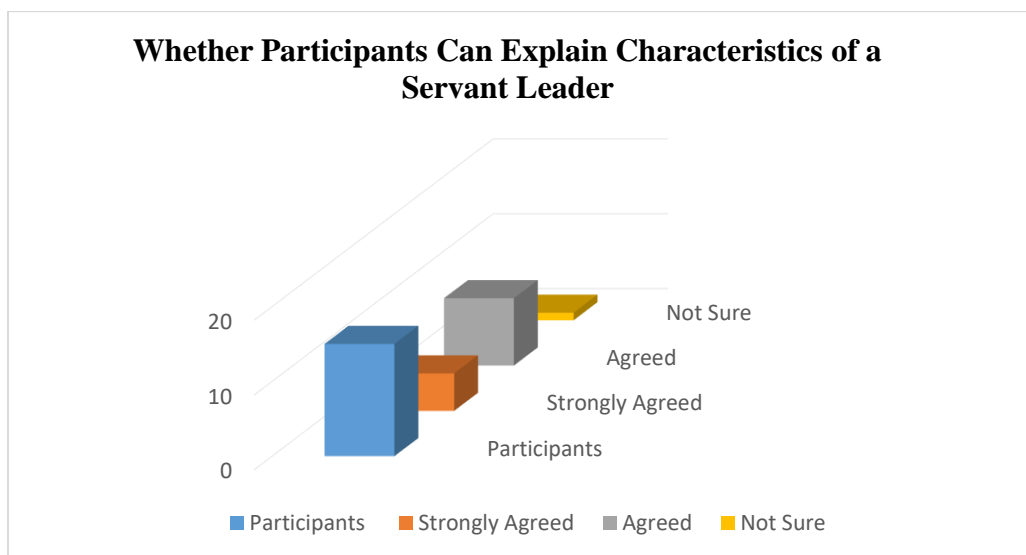 Whether Participants Can Explain Characteristics of a
Servant Leader
20
10
0
Not Sure
Agreed
Strongly Agreed
Participants
Participants Strongly Agreed Agreed Not Sure